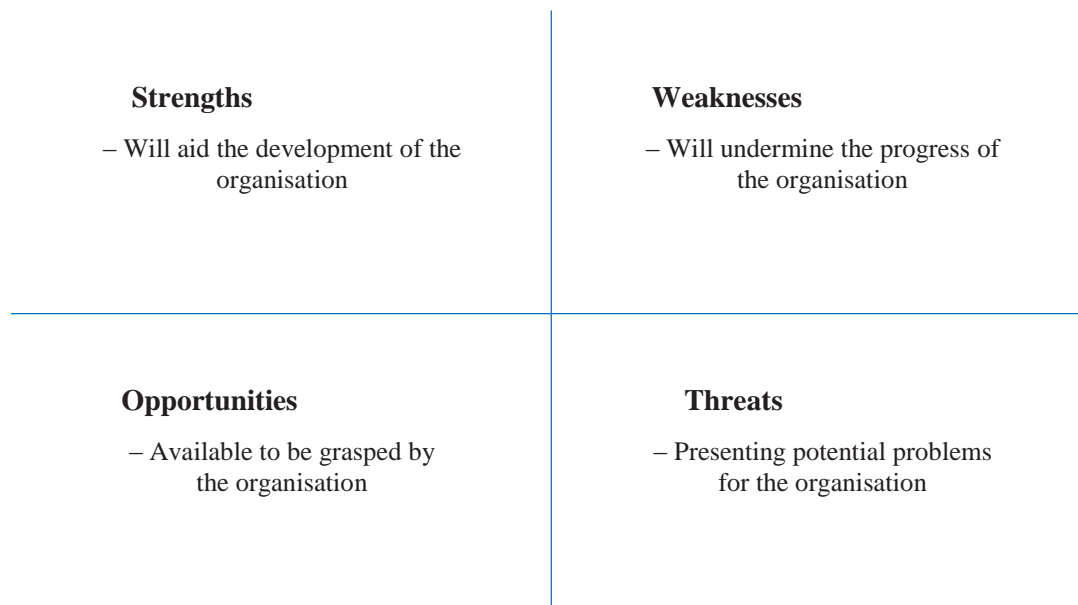 Strengths
– Will aid the development of the
organisation
Weaknesses
– Will undermine the progress of
the organisation
Opportunities
– Available to be grasped by
the organisation
Threats
– Presenting potential problems
for the organisation